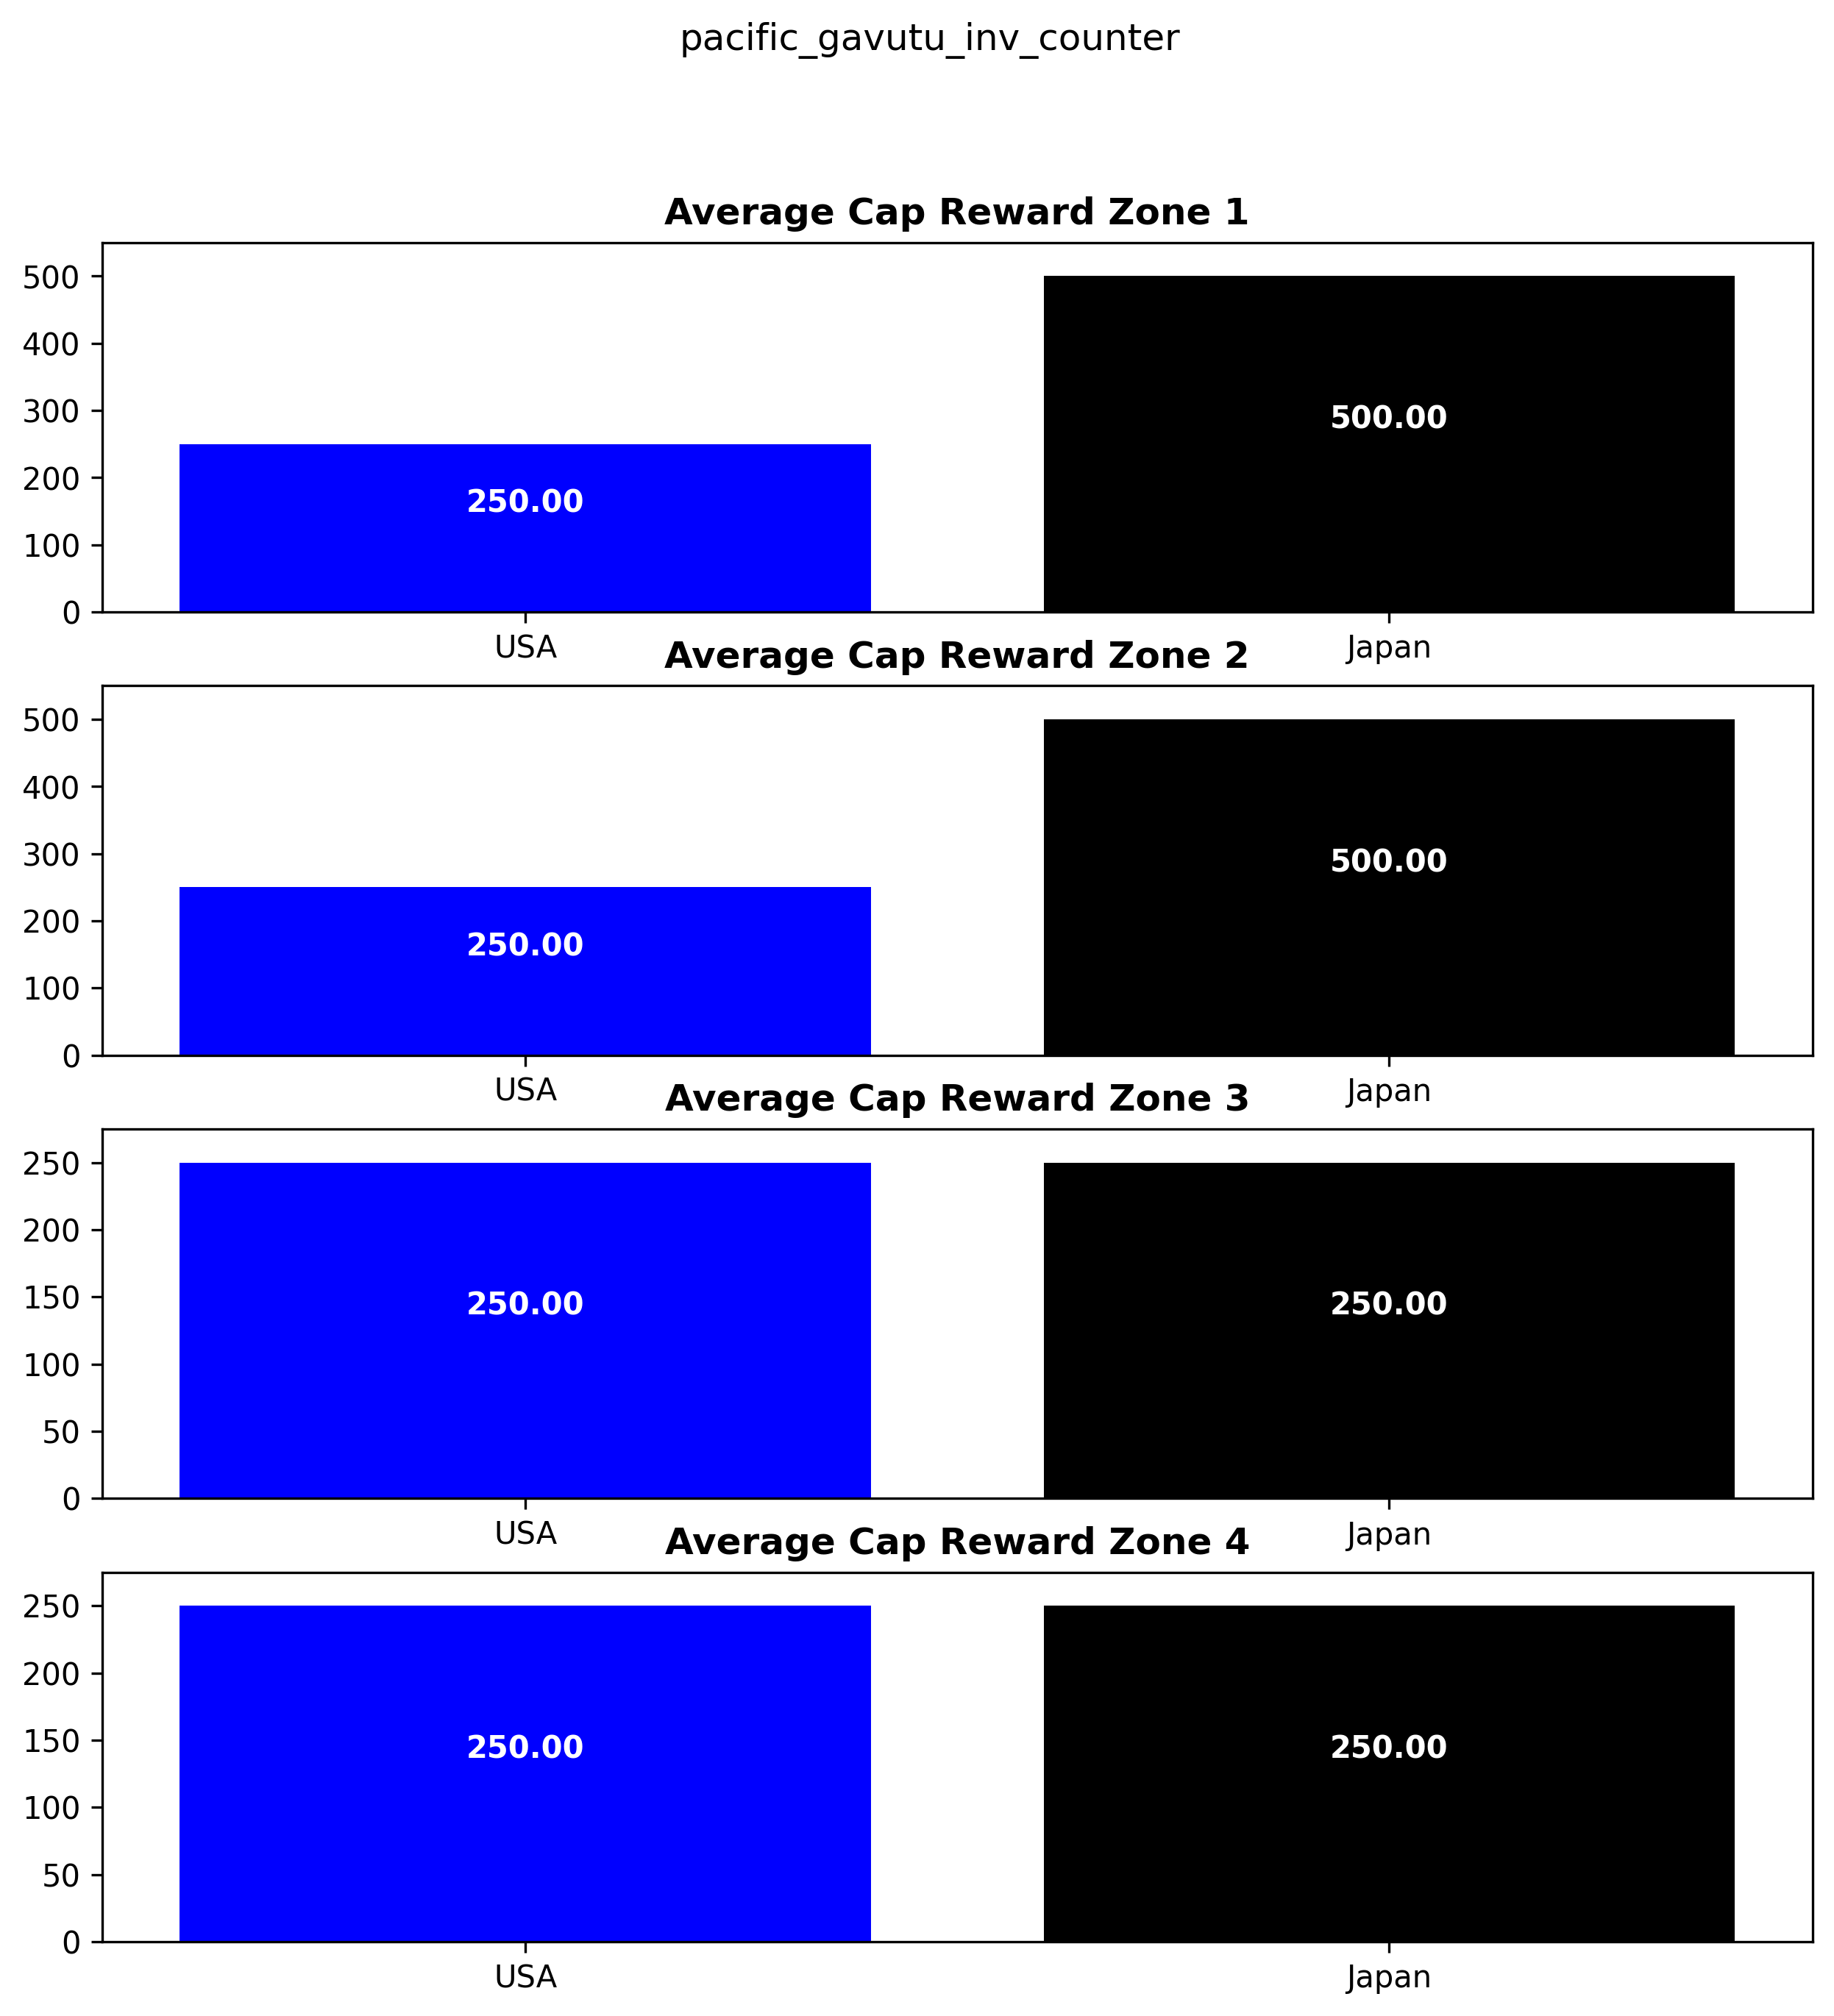 pacific_gavutu_inv_counter
Average Cap Reward Zone 1
500
400
300
200
100
0
250.00
500.00
USA
Japan
Average Cap Reward Zone 2
500
400
300
200
100
0
250.00
500.00
USA
Japan
Average Cap Reward Zone 3
250
200
150
100
50
0
250.00
250.00
USA
Japan
Average Cap Reward Zone 4
250
200
150
100
50
0
250.00
250.00
USA
Japan